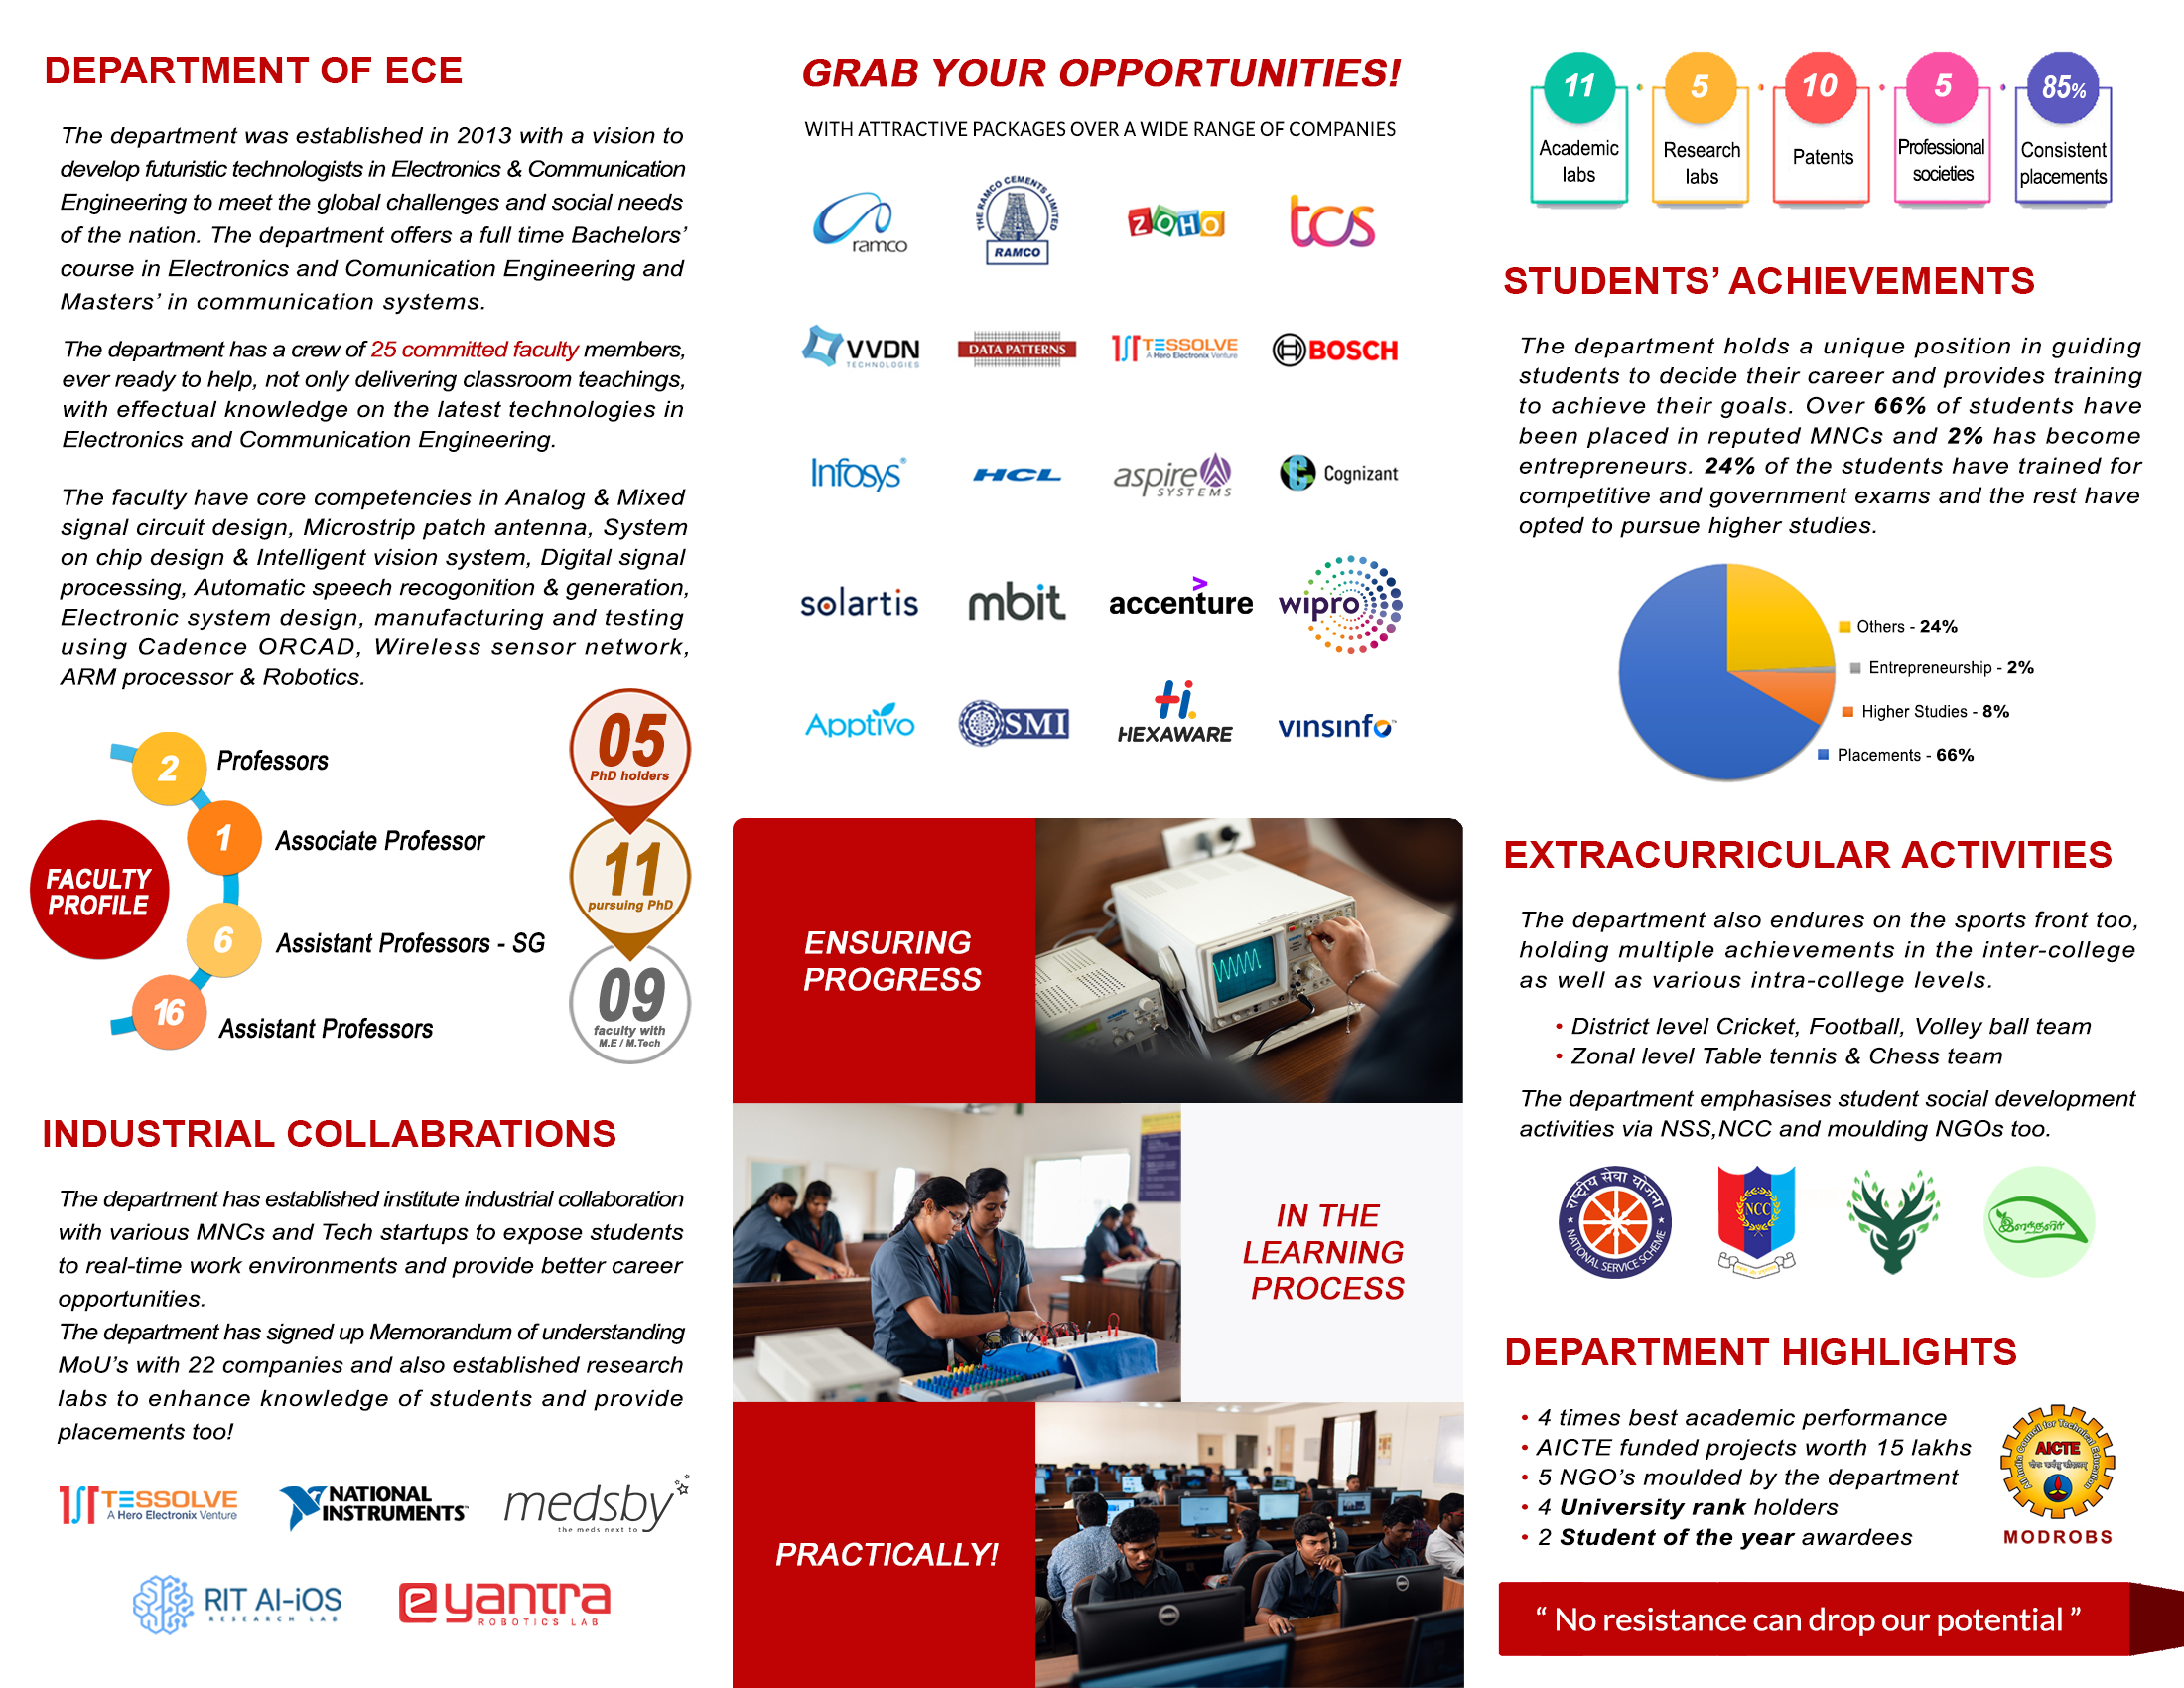 DEPARTMENT OF ECE
The department was established in 2013 with a vision to
develop futuristic technologists in Electronics & Communication
Engineering to meet the global challenges and social needs
of the nation. The department offers a full time Bachelors’
course in Electronics and Comunication Engineering and
Masters’ in communication systems.
The department has a crew of 25 committed faculty members,
ever ready to help, not only delivering classroom teachings,
with effectual knowledge on the latest technologies in
Electronics and Communication Engineering.
The faculty have core competencies in Analog & Mixed
signal circuit design, Microstrip patch antenna, System
on chip design & Intelligent vision system, Digital signal
processing, Automatic speech recogonition & generation,
Electronic system design, manufacturing and testing
using Cadence ORCAD, Wireless sensor network,
ARM processor & Robotics.
FACULTY
PROFILE
2 Professors
1 Associate Professor
6 Assistant Professors - SG
16 Assistant Professors
05
PhD holders
11
pursuing PhD
09
faculty with
M.E / M.Tech
INDUSTRIAL COLLABRATIONS
The department has established institute industrial collaboration
with various MNCs and Tech startups to expose students
to real-time work environments and provide better career
opportunities.
The department has signed up Memorandum of understanding
MoU’s with 22 companies and also established research
labs to enhance knowledge of students and provide
placements too!
TESSOLVE
A Hero Electronix Venture
NATIONAL
INSTRUMENTS™
medsby
the meds next to
RIT AI-iOS
RESEARCH LAB
e yantra
ROBOTICS LAB
GRAB YOUR OPPORTUNITIES!
WITH ATTRACTIVE PACKAGES OVER A WIDE RANGE OF COMPANIES
ramco
THE RAMCO CEMENTS LIMITED
RAMCO
ZOHO
tcs
VVDN
TECHNOLOGIES
DATA PATTERNS
TESSOLVE
A Hero Electronix Venture
BOSCH
Infosys®
HCL
aspire
SYSTEMS
Cognizant
solartis
mbit
accenture
wipro
Apptivo
SMI
Hi.
HEXAWARE
vinsinfo™
ENSURING
PROGRESS
IN THE
LEARNING
PROCESS
PRACTICALLY!
11
Academic
labs
5
Research
labs
10
Patents
5
Professional
societies
85%
Consistent
placements
STUDENTS’ ACHIEVEMENTS
The department holds a unique position in guiding
students to decide their career and provides training
to achieve their goals. Over 66% of students have
been placed in reputed MNCs and 2% has become
entrepreneurs. 24% of the students have trained for
competitive and government exams and the rest have
opted to pursue higher studies.
Others - 24%
Entrepreneurship - 2%
Higher Studies - 8%
Placements - 66%
EXTRACURRICULAR ACTIVITIES
The department also endures on the sports front too,
holding multiple achievements in the inter-college
as well as various intra-college levels.
• District level Cricket, Football, Volley ball team
• Zonal level Table tennis & Chess team
The department emphasises student social development
activities via NSS,NCC and moulding NGOs too.
राष्ट्रीय सेवा योजना
NATIONAL SERVICE SCHEME
NCC
இளந்தளிர்
DEPARTMENT HIGHLIGHTS
• 4 times best academic performance
• AICTE funded projects worth 15 lakhs
• 5 NGO’s moulded by the department
• 4 University rank holders
• 2 Student of the year awardees
All India Council for Technical Education
AICTE
MODROBS
“ No resistance can drop our potential ”